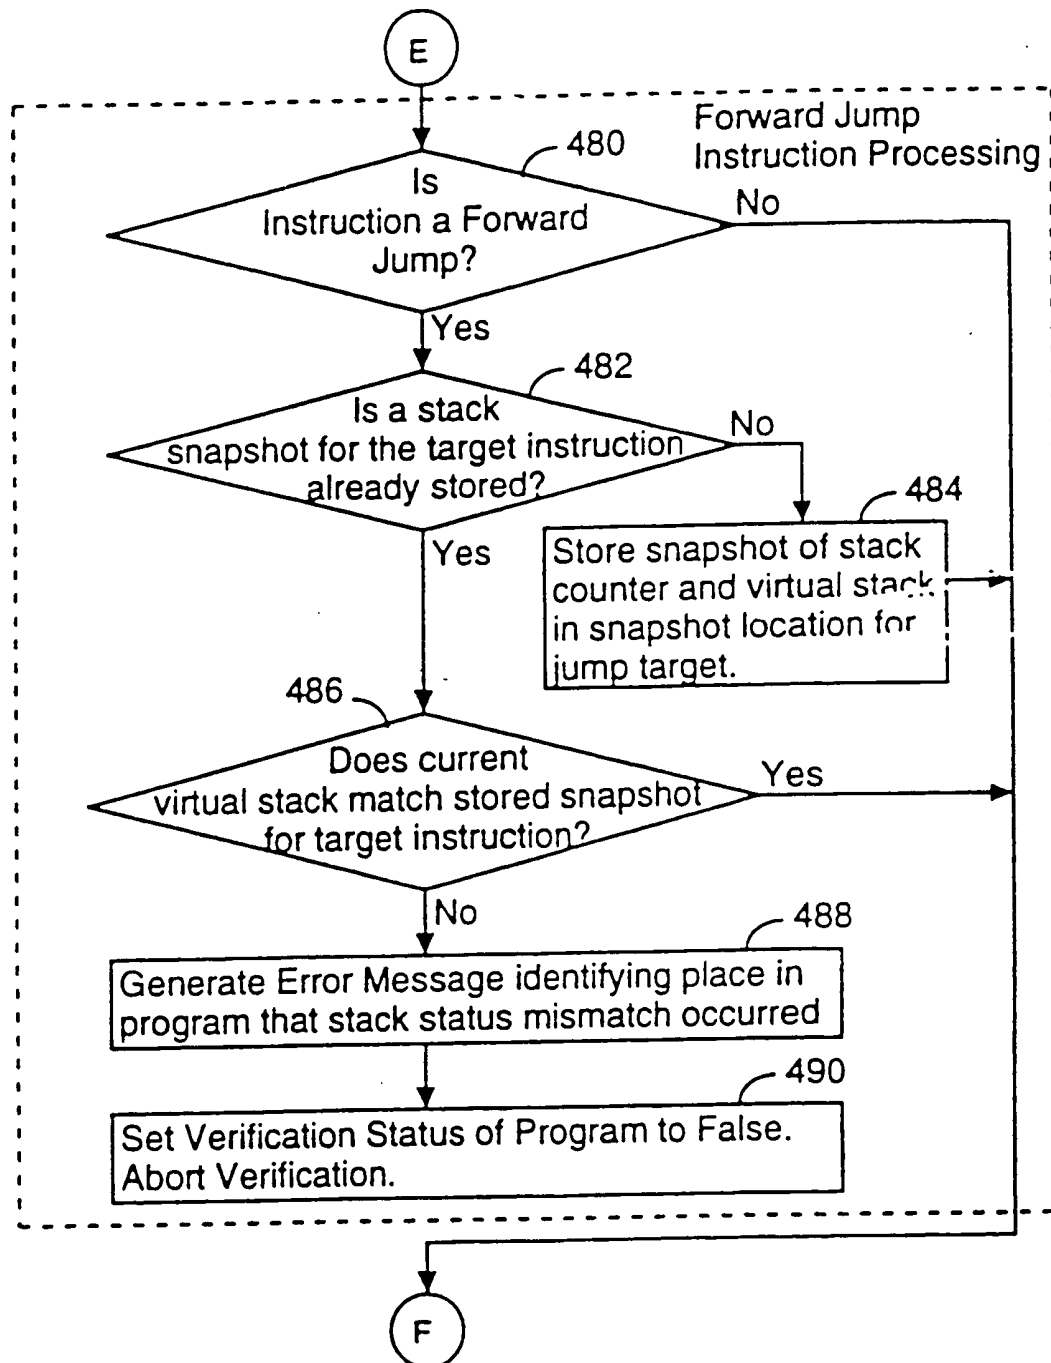 E
Forward Jump
Instruction Processing
480
Is
Instruction a Forward
Jump?
No
Yes
482
Is a stack
snapshot for the target instruction
already stored?
No
Yes
484
Store snapshot of stack
counter and virtual stack
in snapshot location for
jump target.
486
Does current
virtual stack match stored snapshot
for target instruction?
Yes
No
488
Generate Error Message identifying place in
program that stack status mismatch occurred
490
Set Verification Status of Program to False.
Abort Verification.
F